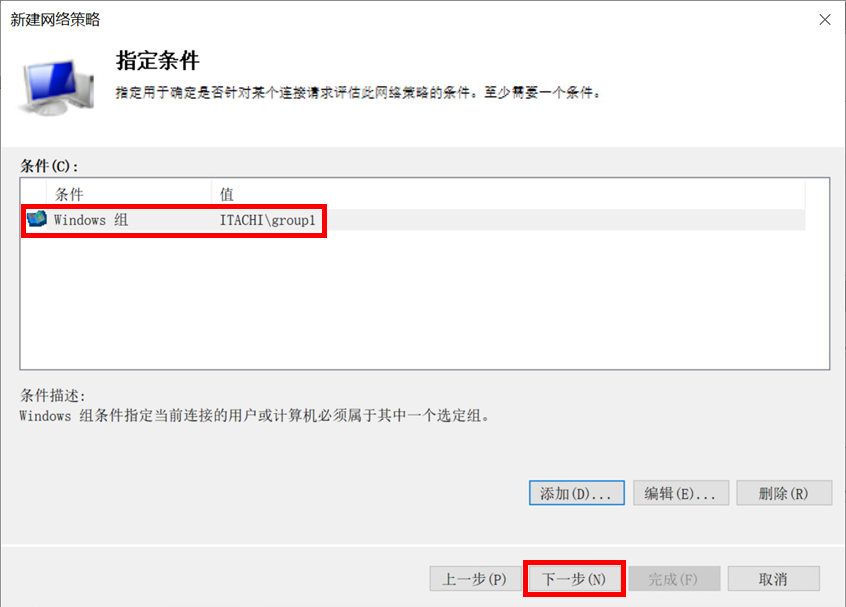 新建网络策略
指定条件
指定用于确定是否针对某个连接请求评估此网络策略的条件。至少需要一个条件。
条件(C):
条件 值
Windows 组 ITACHI\group1
条件描述:
Windows 组条件指定当前连接的用户或计算机必须属于其中一个选定组。
添加(D)... 编辑(E)... 删除(R)
上一步(P) 下一步(N) 完成(F) 取消